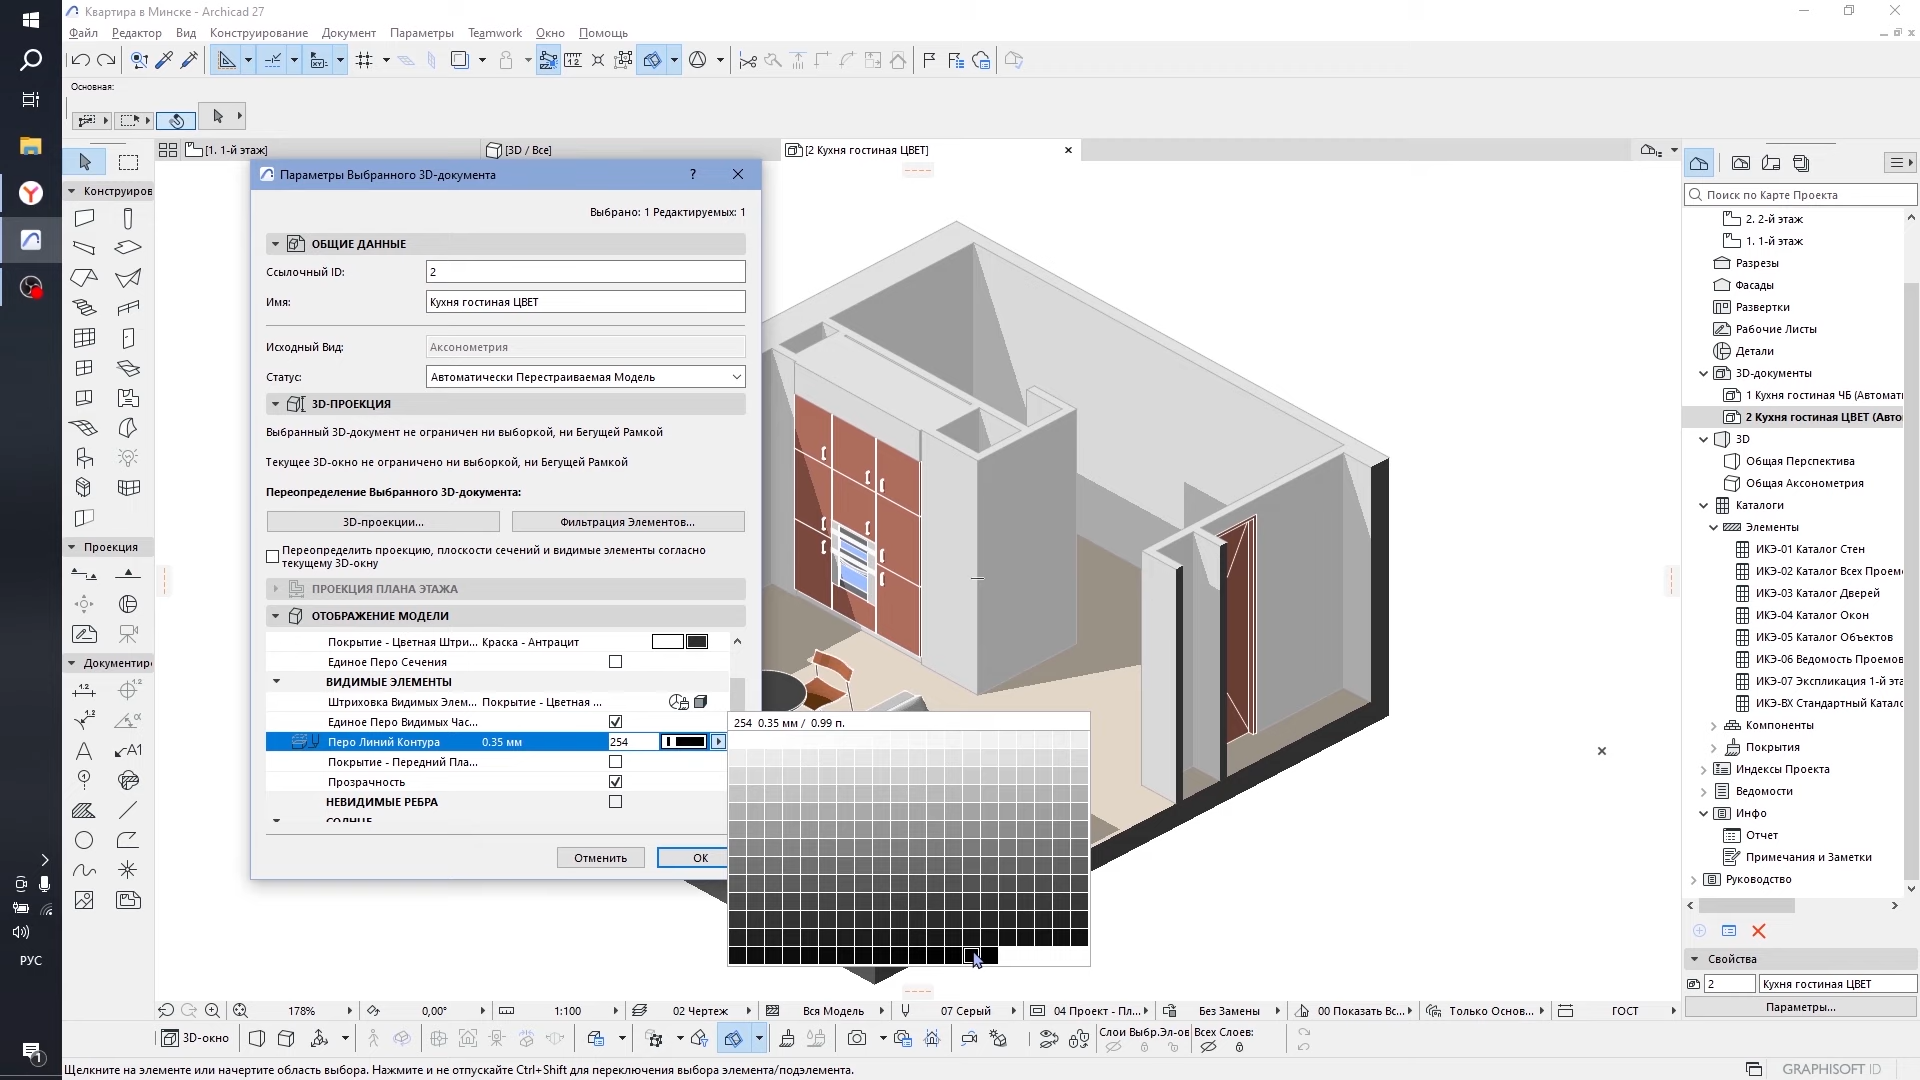 Квартира в Минске - Archicad 27
Файл Редактор Вид Конструирование Документ Параметры Teamwork Окно Помощь
Основная:
[1. 1-й этаж]
[3D / Все]
[2 Кухня гостиная ЦВЕТ]
Конструиров
Проекция
Документиро
Параметры Выбранного 3D-документа
?
Выбрано: 1 Редактируемых: 1
ОБЩИЕ ДАННЫЕ
Ссылочный ID: 2
Имя: Кухня гостиная ЦВЕТ
Исходный Вид: Аксонометрия
Статус: Автоматически Перестраиваемая Модель
3D-ПРОЕКЦИЯ
Выбранный 3D-документ не ограничен ни выборкой, ни Бегущей Рамкой
Текущее 3D-окно не ограничено ни выборкой, ни Бегущей Рамкой
Переопределение Выбранного 3D-документа:
3D-проекции... Фильтрация Элементов...
Переопределить проекцию, плоскости сечений и видимые элементы согласно
текущему 3D-окну
ПРОЕКЦИЯ ПЛАНА ЭТАЖА
ОТОБРАЖЕНИЕ МОДЕЛИ
Покрытие - Цветная Штри... Краска - Антрацит
Единое Перо Сечения
ВИДИМЫЕ ЭЛЕМЕНТЫ
Штриховка Видимых Элем... Покрытие - Цветная ...
Единое Перо Видимых Час...
Перо Линий Контура 0.35 мм 254
Покрытие - Передний Пла...
Прозрачность
НЕВИДИМЫЕ РЕБРА
СОЛНЦЕ
Отменить OK
254 0.35 мм / 0.99 п.
Поиск по Карте Проекта
2. 2-й этаж
1. 1-й этаж
Разрезы
Фасады
Развертки
Рабочие Листы
Детали
3D-документы
1 Кухня гостиная ЧБ (Автомат
2 Кухня гостиная ЦВЕТ (Авто
3D
Общая Перспектива
Общая Аксонометрия
Каталоги
Элементы
ИКЭ-01 Каталог Стен
ИКЭ-02 Каталог Всех Проем
ИКЭ-03 Каталог Дверей
ИКЭ-04 Каталог Окон
ИКЭ-05 Каталог Объектов
ИКЭ-06 Ведомость Проемов
ИКЭ-07 Экспликация 1-й эта
ИКЭ-ВХ Стандартный Катало
Компоненты
Покрытия
Индексы Проекта
Ведомости
Инфо
Отчет
Примечания и Заметки
Руководство
Свойства
2 Кухня гостиная ЦВЕТ
Параметры...
РУС
178% 0,00° 1:100 02 Чертеж Вся Модель 07 Серый 04 Проект - Пл... Без Замены 00 Показать Вс... Только Основ... ГОСТ
3D-окно
Слои Выбр.Эл-ов Всех Слоев:
Щелкните на элементе или начертите область выбора. Нажмите и не отпускайте Ctrl+Shift для переключения выбора элемента/подэлемента.
GRAPHISOFT ID